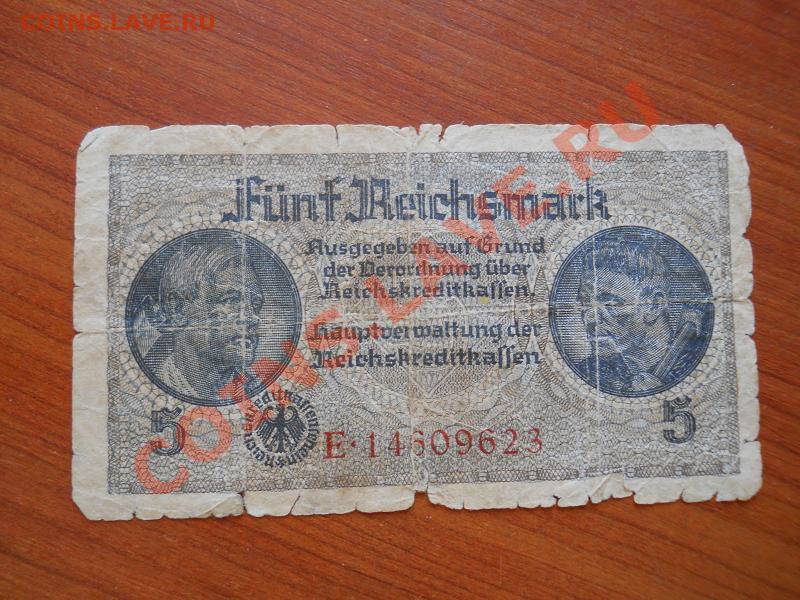 COINS.LAVE.RU
Fünf Reichsmark
Ausgegeben auf Grund
der Verordnung über
Reichskreditkassen.
Hauptverwaltung der
Reichskreditkassen
5
5
E·14609623
COINS.LAVE.RU